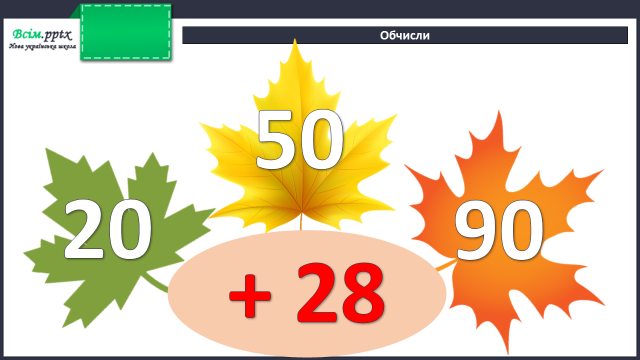 Всім.pptx
Нова українська школа
Обчисли
50
20
90
+ 28